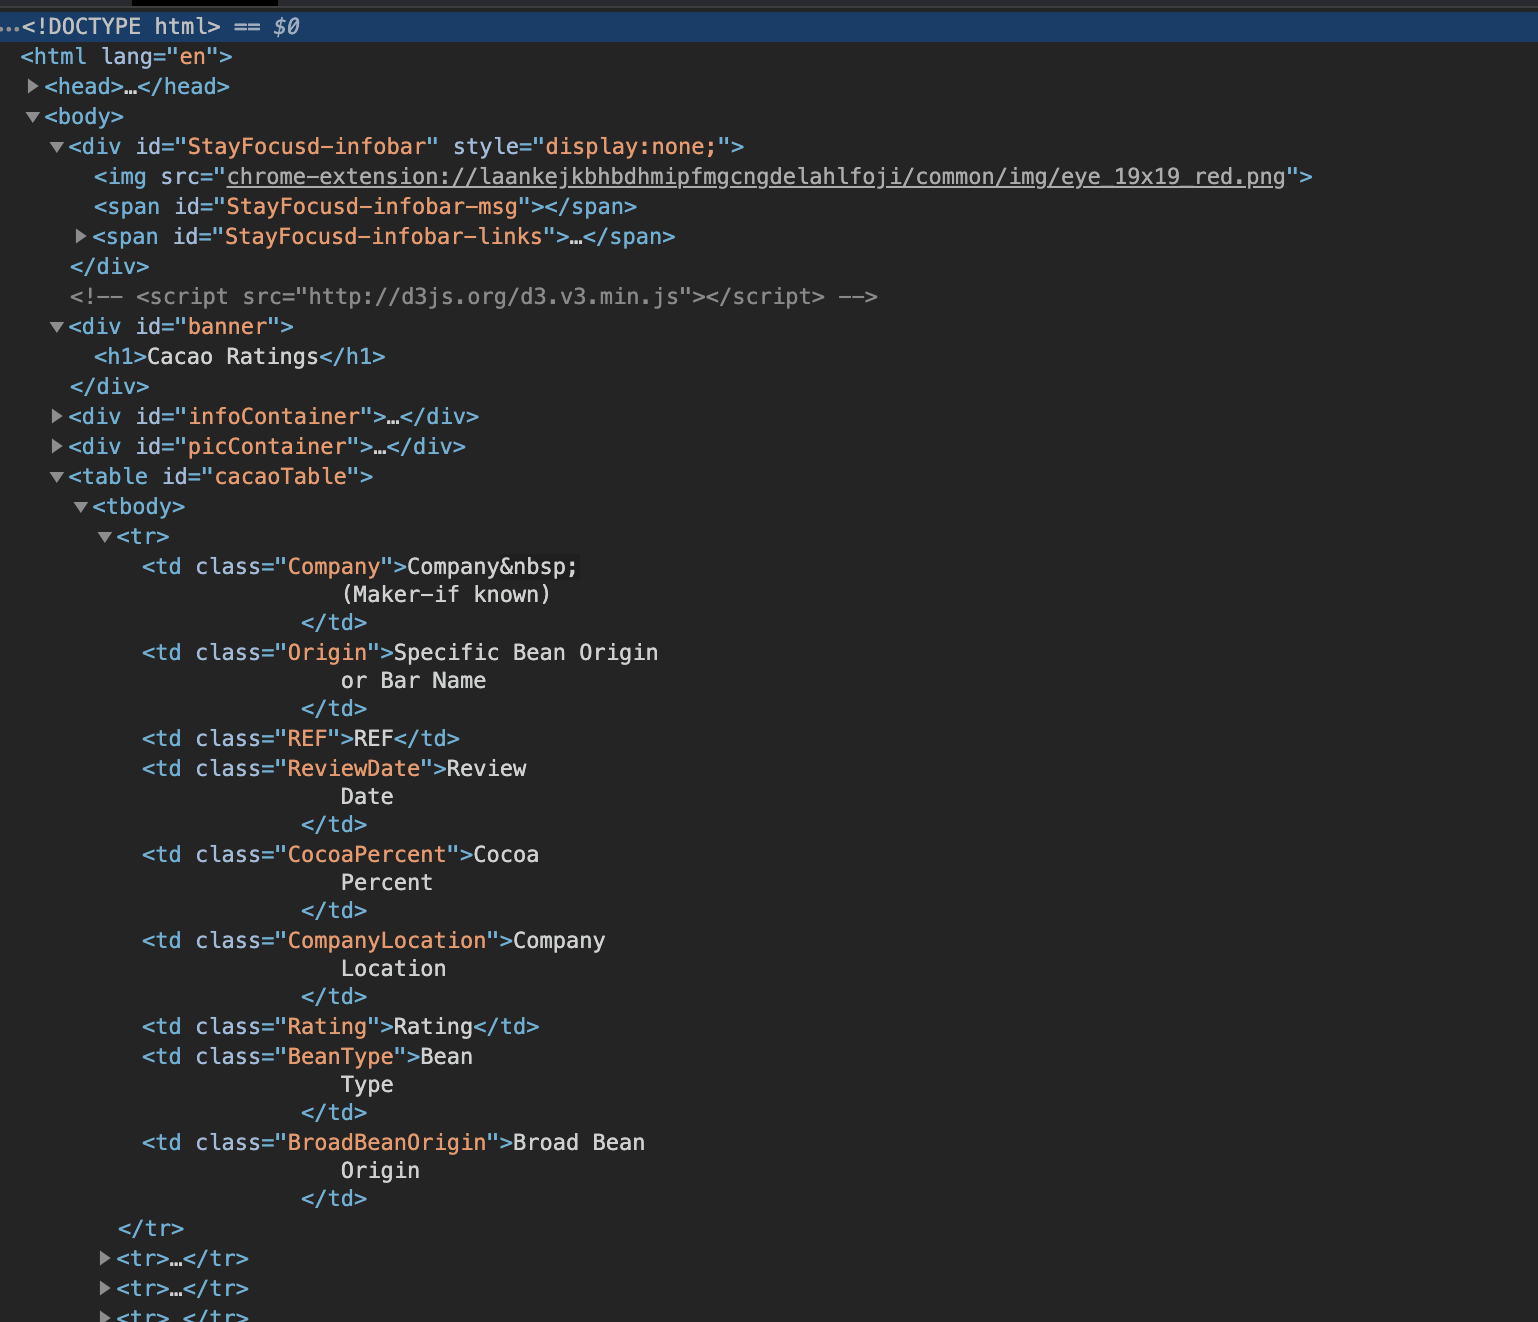 …<!DOCTYPE html> == $0
<html lang="en">
<head>…</head>
<body>
<div id="StayFocusd-infobar" style="display:none;">
<img src="chrome-extension://laankejkbhbdhmipfmgcngdelahlfoji/common/img/eye_19x19_red.png">
<span id="StayFocusd-infobar-msg"></span>
<span id="StayFocusd-infobar-links">…</span>
</div>
<!-- <script src="http://d3js.org/d3.v3.min.js"></script> -->
<div id="banner">
<h1>Cacao Ratings</h1>
</div>
<div id="infoContainer">…</div>
<div id="picContainer">…</div>
<table id="cacaoTable">
<tbody>
<tr>
<td class="Company">Company&nbsp;
(Maker-if known)
</td>
<td class="Origin">Specific Bean Origin
or Bar Name
</td>
<td class="REF">REF</td>
<td class="ReviewDate">Review
Date
</td>
<td class="CocoaPercent">Cocoa
Percent
</td>
<td class="CompanyLocation">Company
Location
</td>
<td class="Rating">Rating</td>
<td class="BeanType">Bean
Type
</td>
<td class="BroadBeanOrigin">Broad Bean
Origin
</td>
</tr>
<tr>…</tr>
<tr>…</tr>
<tr>…</tr>